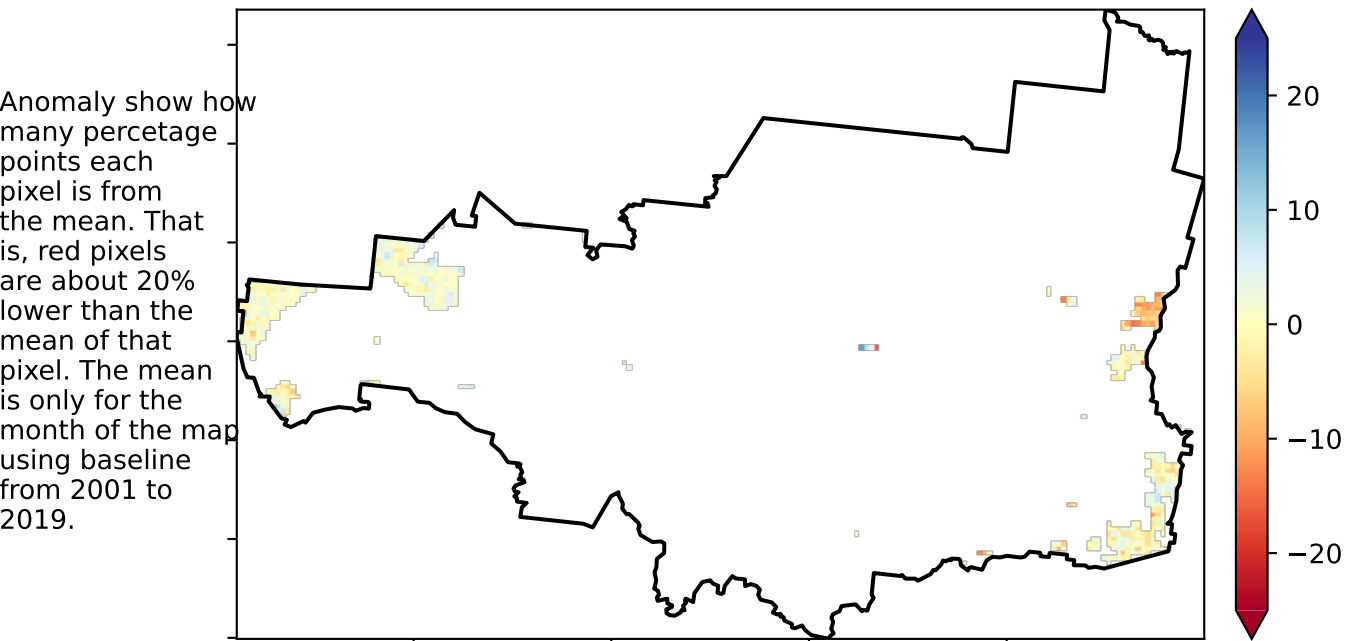 Anomaly show how
many percetage
points each
pixel is from
the mean. That
is, red pixels
are about 20%
lower than the
mean of that
pixel. The mean
is only for the
month of the map
using baseline
from 2001 to
2019.
20
10
0
−10
−20